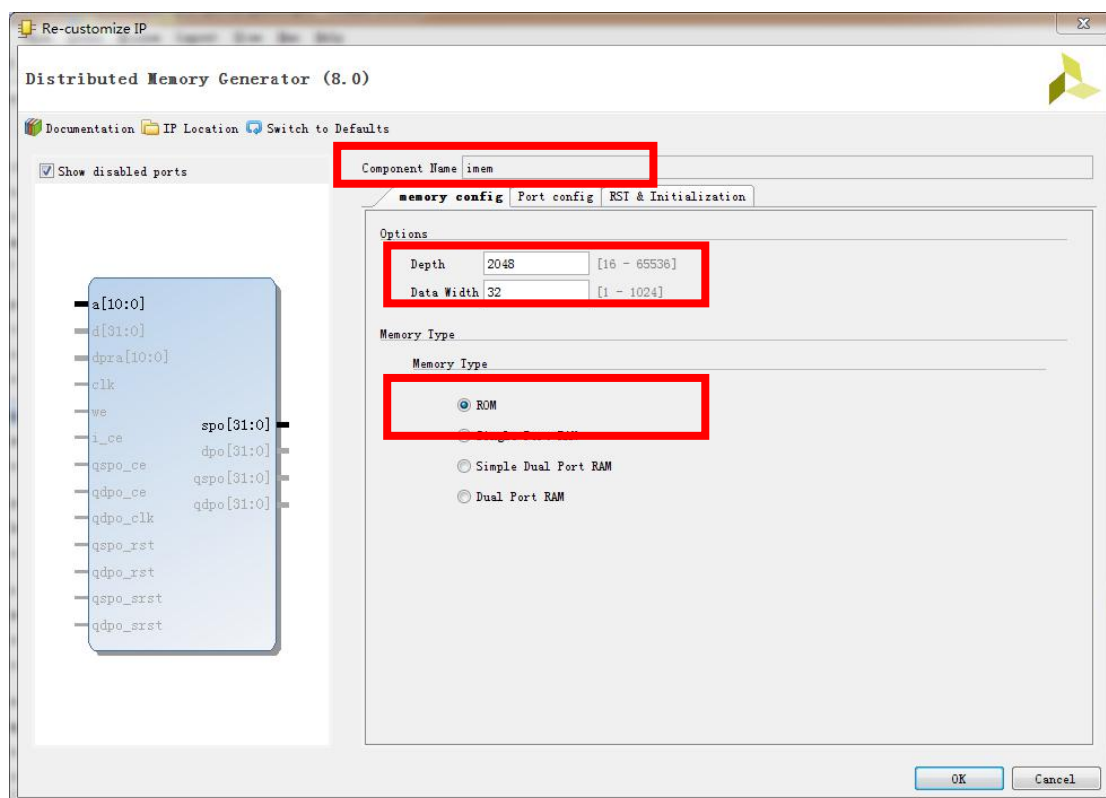 Re-customize IP
Distributed Memory Generator (8.0)
Documentation IP Location Switch to Defaults
Show disabled ports
Component Name imem
memory config Port config RST & Initialization
Options
Depth 2048 [16 - 65536]
Data Width 32 [1 - 1024]
Memory Type
Memory Type
ROM
Simple Dual Port RAM
Dual Port RAM
a[10:0]
d[31:0]
dpra[10:0]
clk
we
i_ce
qspo_ce
qdpo_ce
qdpo_clk
qspo_rst
qdpo_rst
qspo_srst
qdpo_srst
spo[31:0]
dpo[31:0]
qspo[31:0]
qdpo[31:0]
OK Cancel